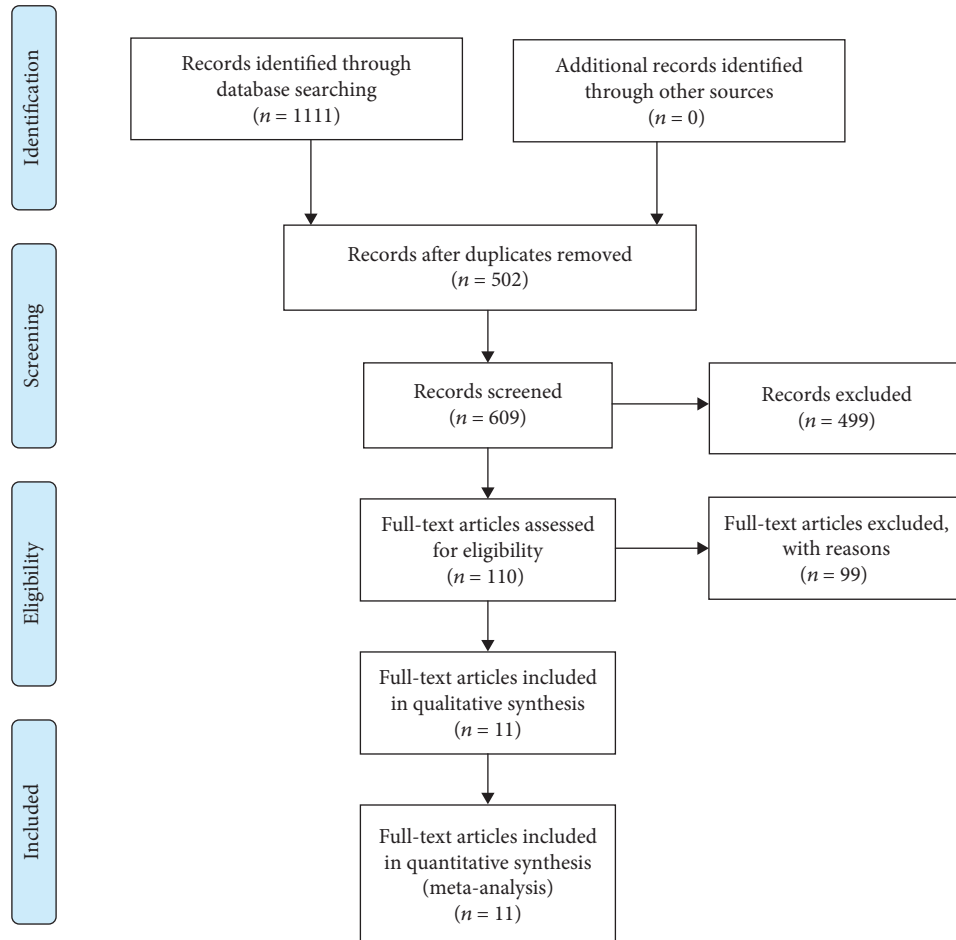 Identification
Records identified through
database searching
(n = 1111)
Additional records identified
through other sources
(n = 0)
Screening
Records after duplicates removed
(n = 502)
Records screened
(n = 609)
Records excluded
(n = 499)
Eligibility
Full-text articles assessed
for eligibility
(n = 110)
Full-text articles excluded,
with reasons
(n = 99)
Full-text articles included
in qualitative synthesis
(n = 11)
Included
Full-text articles included
in quantitative synthesis
(meta-analysis)
(n = 11)